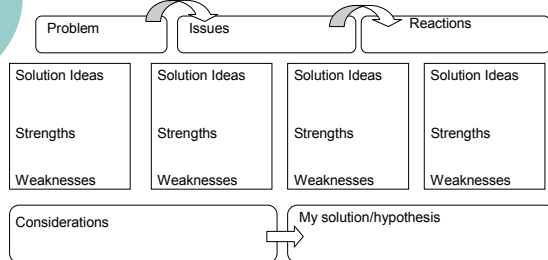 Problem
Issues
Reactions
Solution Ideas
Strengths
Weaknesses
Solution Ideas
Strengths
Weaknesses
Solution Ideas
Strengths
Weaknesses
Solution Ideas
Strengths
Weaknesses
Considerations
My solution/hypothesis